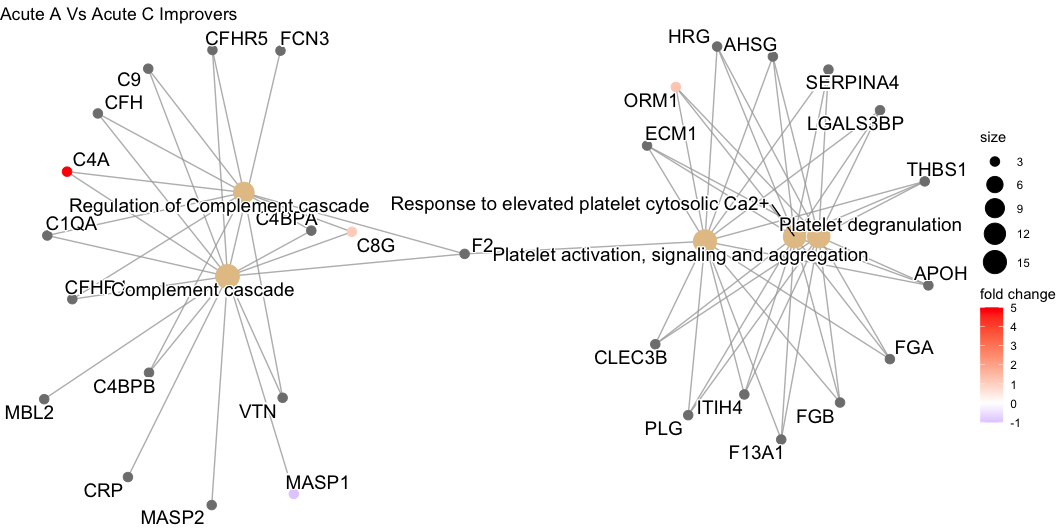 Acute A Vs Acute C Improvers
CFHR5
FCN3
C9
CFH
C4A
Regulation of Complement cascade
C4BPA
C1QA
C8G
F2
Complement cascade
C4BPB
MBL2
VTN
CRP
MASP1
MASP2
HRG
AHSG
SERPINA4
ORM1
LGALS3BP
ECM1
THBS1
Response to elevated platelet cytosolic Ca2+
Platelet degranulation
Platelet activation, signaling and aggregation
APOH
CLEC3B
FGA
ITIH4
FGB
PLG
F13A1
size
3
6
9
12
15
fold change
5
4
3
2
1
0
-1